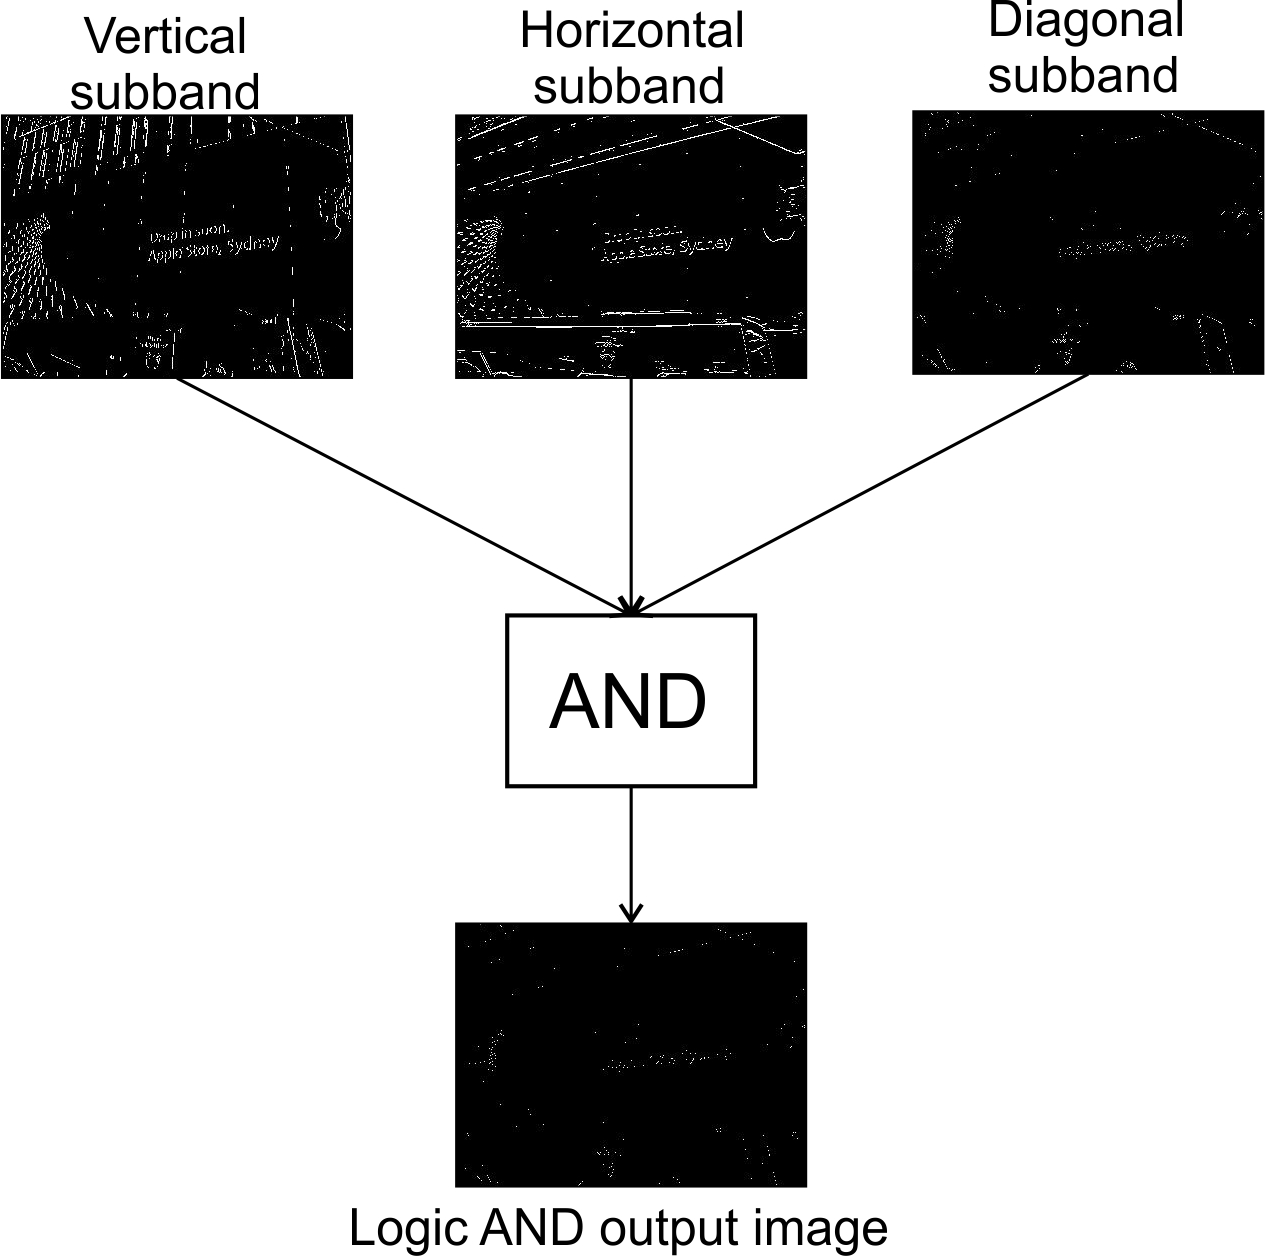 Vertical
subband
Horizontal
subband
Diagonal
subband
Drop in soon.
Apple Store, Sydney
Drop in soon.
Apple Store, Sydney
AND
Logic AND output image